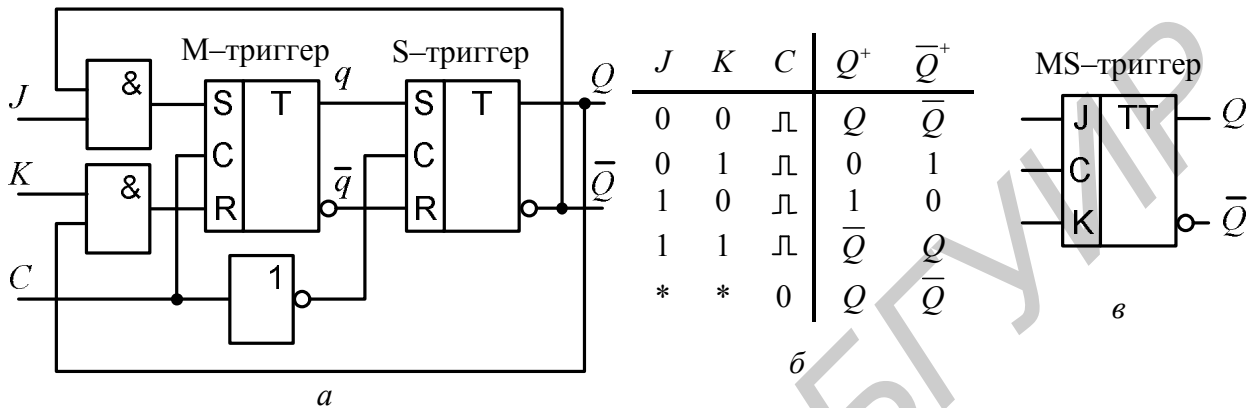 М–триггер
S–триггер
J
K
C
&
&
S
C
R
T
q
q̅
1
S
C
R
T
Q
Q̅
а
J K C Q⁺ Q̅⁺
0 0 ⎍ Q Q̅
0 1 ⎍ 0 1
1 0 ⎍ 1 0
1 1 ⎍ Q̅ Q
* * 0 Q Q̅
б
MS–триггер
J
C
K
TT
Q
Q̅
в
БГУИР